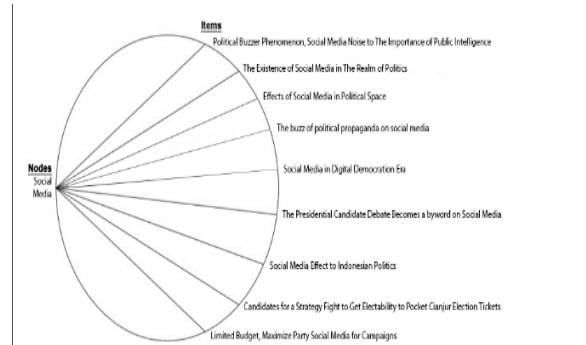 Items
Political Buzzer Phenomenon, Social Media Noise to The Importance of Public Intelligence
The Existence of Social Media in The Realm of Politics
Effects of Social Media in Political Space
The buzz of political propaganda on social media
Nodes
Social
Media
Social Media in Digital Democration Era
The Presidential Candidate Debate Becomes a byword on Social Media
Social Media Effect to Indonesian Politics
Candidates for a Strategy Fight to Get Electability to Pocket Cianjur Election Tickets
Limited Budget, Maximize Party Social Media for Campaigns